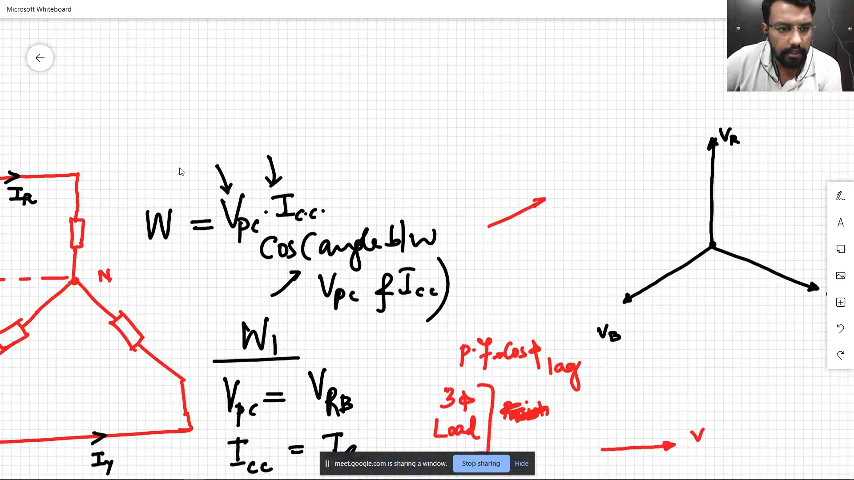 Microsoft Whiteboard
VR
IR
W = Vpc. Ic.c.
Cos(angle b/w
Vpc & Icc)
N
VB
W1
p.f. cosϕ lag
Vpc = VRB
3ϕ
Load
V
Icc =
IY
meet.google.com is sharing a window.
Stop sharing
Hide
A